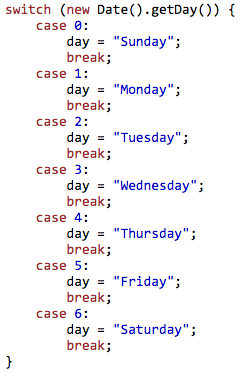 switch (new Date().getDay()) {
    case 0:
        day = "Sunday";
        break;
    case 1:
        day = "Monday";
        break;
    case 2:
        day = "Tuesday";
        break;
    case 3:
        day = "Wednesday";
        break;
    case 4:
        day = "Thursday";
        break;
    case 5:
        day = "Friday";
        break;
    case 6:
        day = "Saturday";
        break;
}